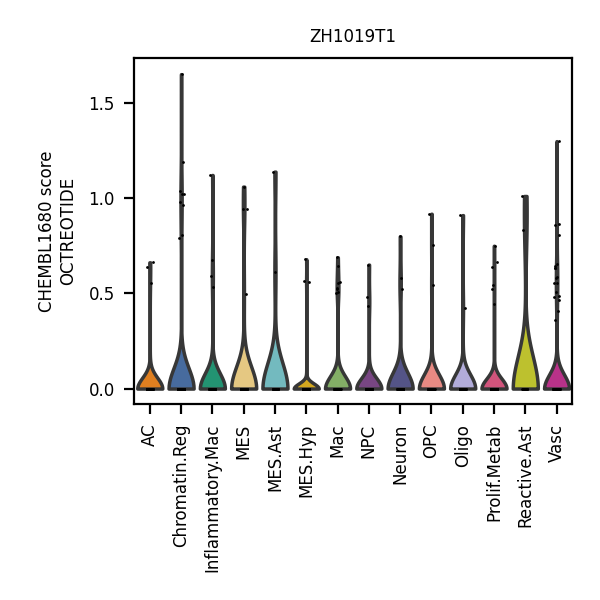 ZH1019T1
CHEMBL1680 score
OCTREOTIDE
1.5
1.0
0.5
0.0
AC
Chromatin.Reg
Inflammatory.Mac
MES
MES.Ast
MES.Hyp
Mac
NPC
Neuron
OPC
Oligo
Prolif.Metab
Reactive.Ast
Vasc